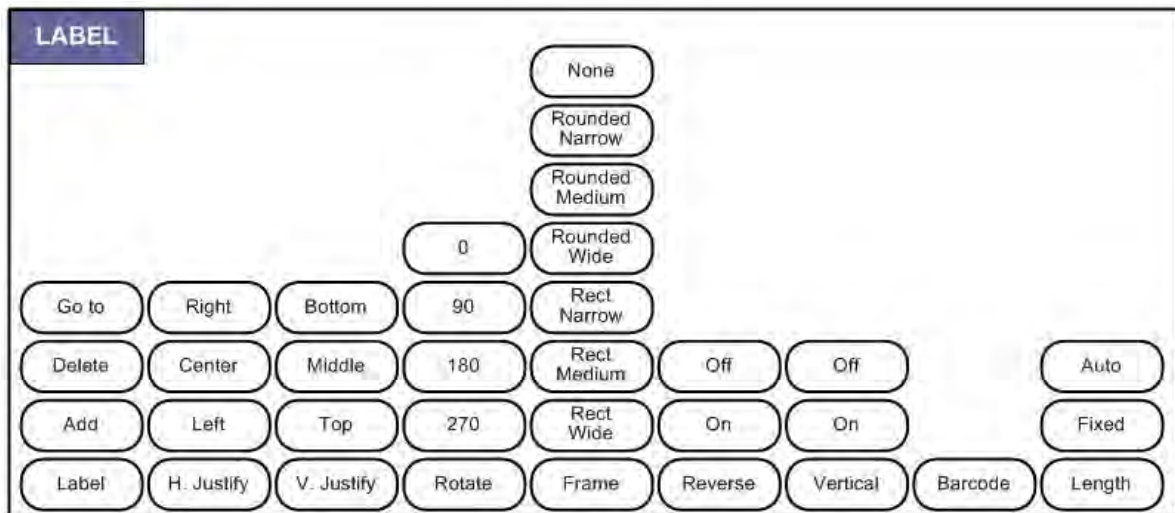 LABEL
None
Rounded
Narrow
Rounded
Medium
0
Rounded
Wide
Go to
Right
Bottom
90
Rect
Narrow
Delete
Center
Middle
180
Rect
Medium
Off
Off
Auto
Add
Left
Top
270
Rect
Wide
On
On
Fixed
Label
H. Justify
V. Justify
Rotate
Frame
Reverse
Vertical
Barcode
Length